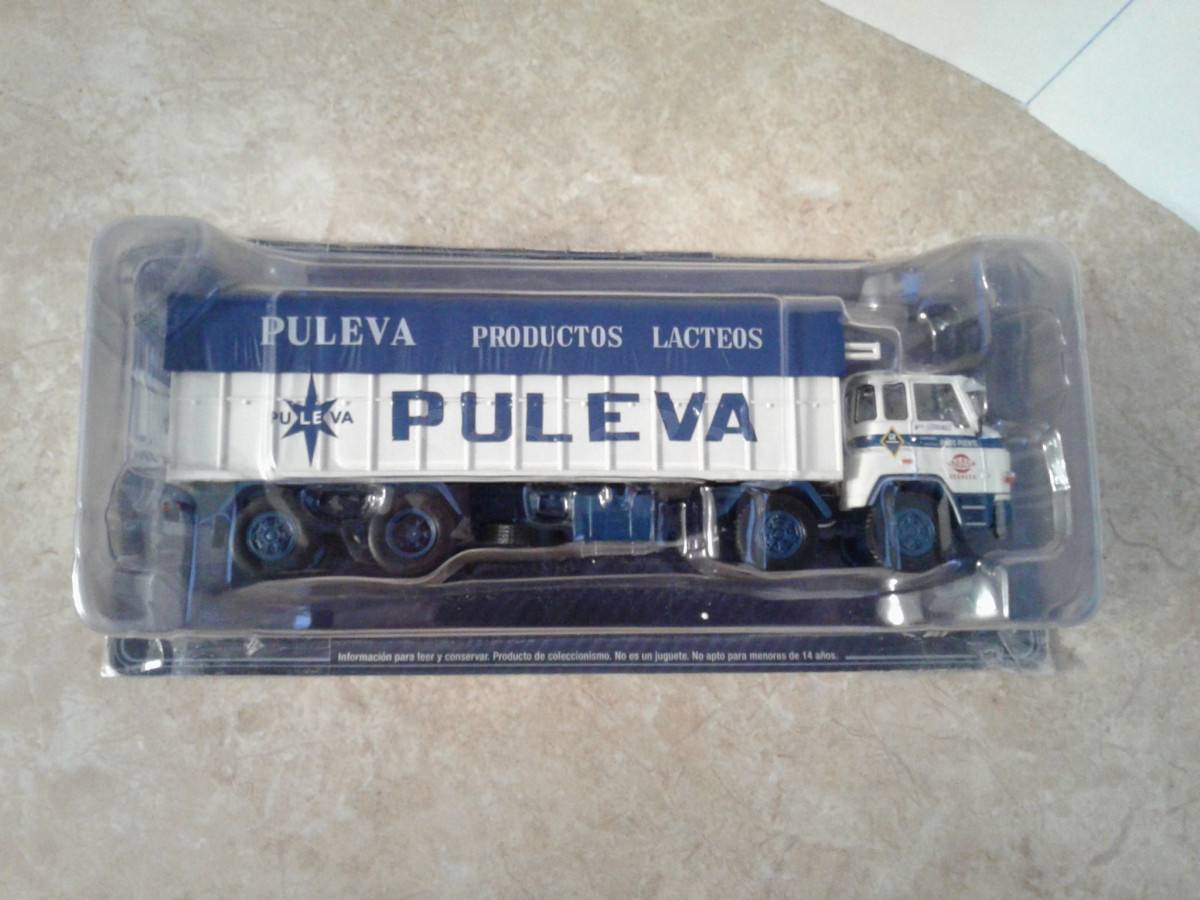 PULEVA PRODUCTOS LACTEOS
PULEVA PULEVA
Información para leer y conservar. Producto de coleccionismo. No es un juguete. No apto para menores de 14 años.